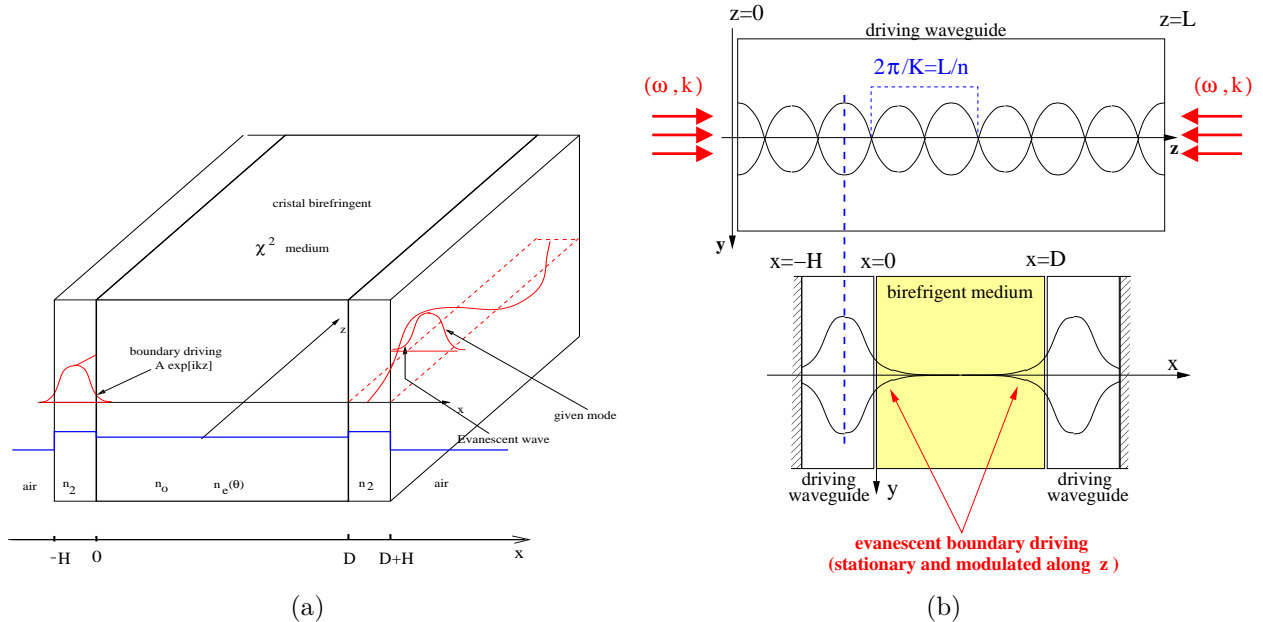 cristal birefringent
χ² medium
z
boundary driving
A exp[ikz]
x
given mode
Evanescent wave
air
n₂
n₀
nₑ(θ)
n₂
air
-H
0
D
D+H
x
(a)
z=0
z=L
driving waveguide
2π/K=L/n
(ω,k)
(ω,k)
z
y
x=−H
x=0
x=D
birefrigent medium
x
driving
waveguide
y
driving
waveguide
evanescent boundary driving
(stationary and modulated along z )
(b)